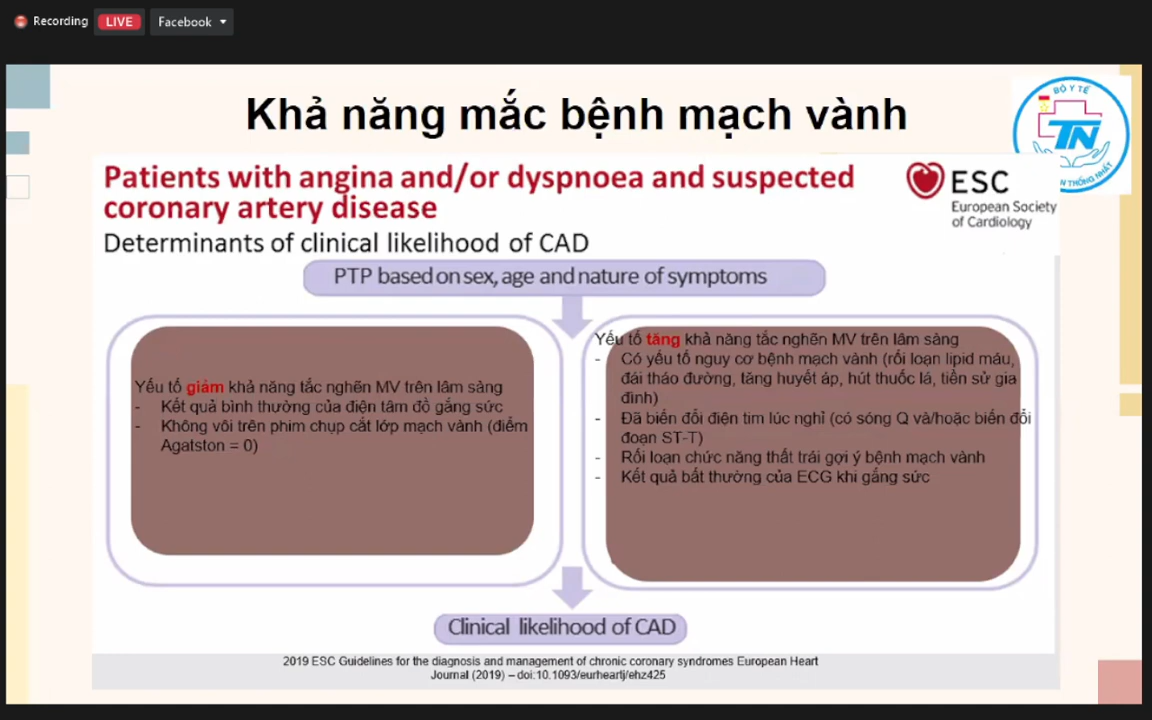 Recording LIVE Facebook
Khả năng mắc bệnh mạch vành
BỘ Y TẾ
TN
N THỐNG NHẤT
Patients with angina and/or dyspnoea and suspected
coronary artery disease
ESC
European Society
of Cardiology
Determinants of clinical likelihood of CAD
PTP based on sex, age and nature of symptoms
Yếu tố giảm khả năng tắc nghẽn MV trên lâm sàng
- Kết quả bình thường của điện tâm đồ gắng sức
- Không vôi trên phim chụp cắt lớp mạch vành (điểm
Agatston = 0)
Yếu tố tăng khả năng tắc nghẽn MV trên lâm sàng
- Có yếu tố nguy cơ bệnh mạch vành (rối loạn lipid máu,
đái tháo đường, tăng huyết áp, hút thuốc lá, tiền sử gia
đình)
- Đã biến đổi điện tim lúc nghỉ (có sóng Q và/hoặc biến đổi
đoạn ST-T)
- Rối loạn chức năng thất trái gợi ý bệnh mạch vành
- Kết quả bất thường của ECG khi gắng sức
Clinical likelihood of CAD
2019 ESC Guidelines for the diagnosis and management of chronic coronary syndromes European Heart
Journal (2019) – doi:10.1093/eurheartj/ehz425